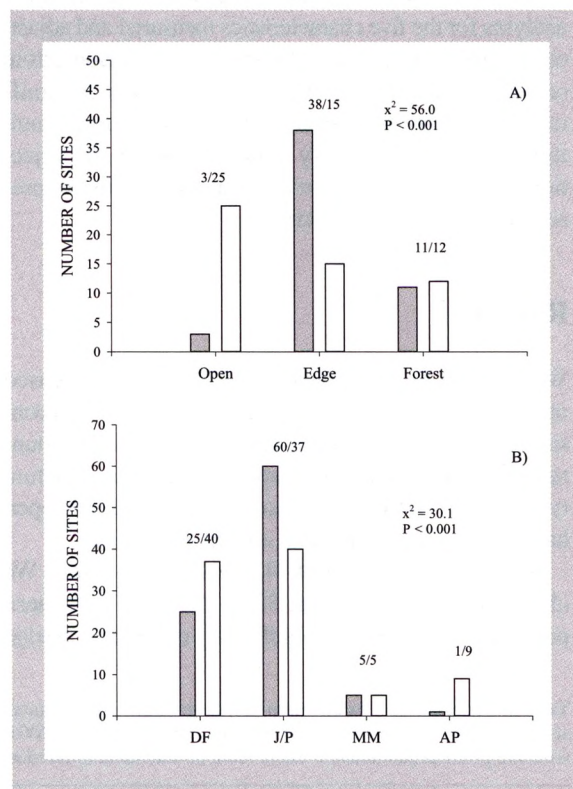 A)
x² = 56.0
P < 0.001
NUMBER OF SITES
50
45
40
35
30
25
20
15
10
5
0
3/25
38/15
11/12
Open
Edge
Forest
B)
x² = 30.1
P < 0.001
NUMBER OF SITES
70
60
50
40
30
20
10
0
25/40
60/37
5/5
1/9
DF
J/P
MM
AP